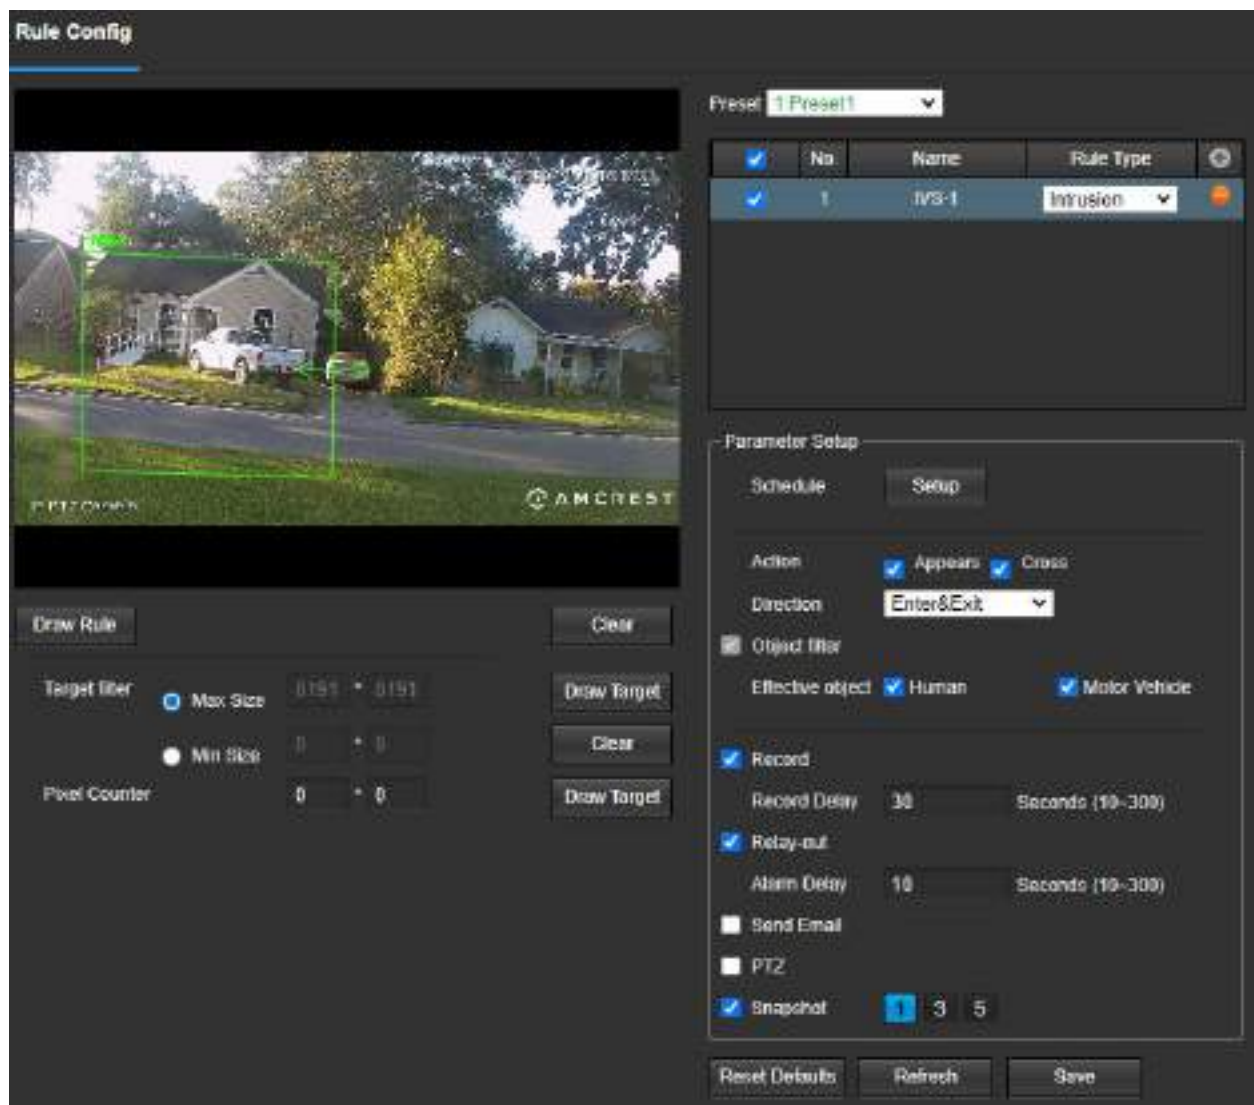 Rule Config
Preset 1 Preset1
No. Name Rule Type
1 IVS-1 Intrusion
AMCREST
Draw Rule Clear
Target filter Max Size 8191 * 8191 Draw Target
Min Size 0 * 0 Clear
Pixel Counter 0 * 0 Draw Target
Parameter Setup
Schedule Setup
Action Appears Cross
Direction Enter&Exit
Object filter
Effective object Human Motor Vehicle
Record
Record Delay 30 Seconds (10~300)
Relay-out
Alarm Delay 10 Seconds (10~300)
Send Email
PTZ
Snapshot 1 3 5
Reset Defaults Refresh Save